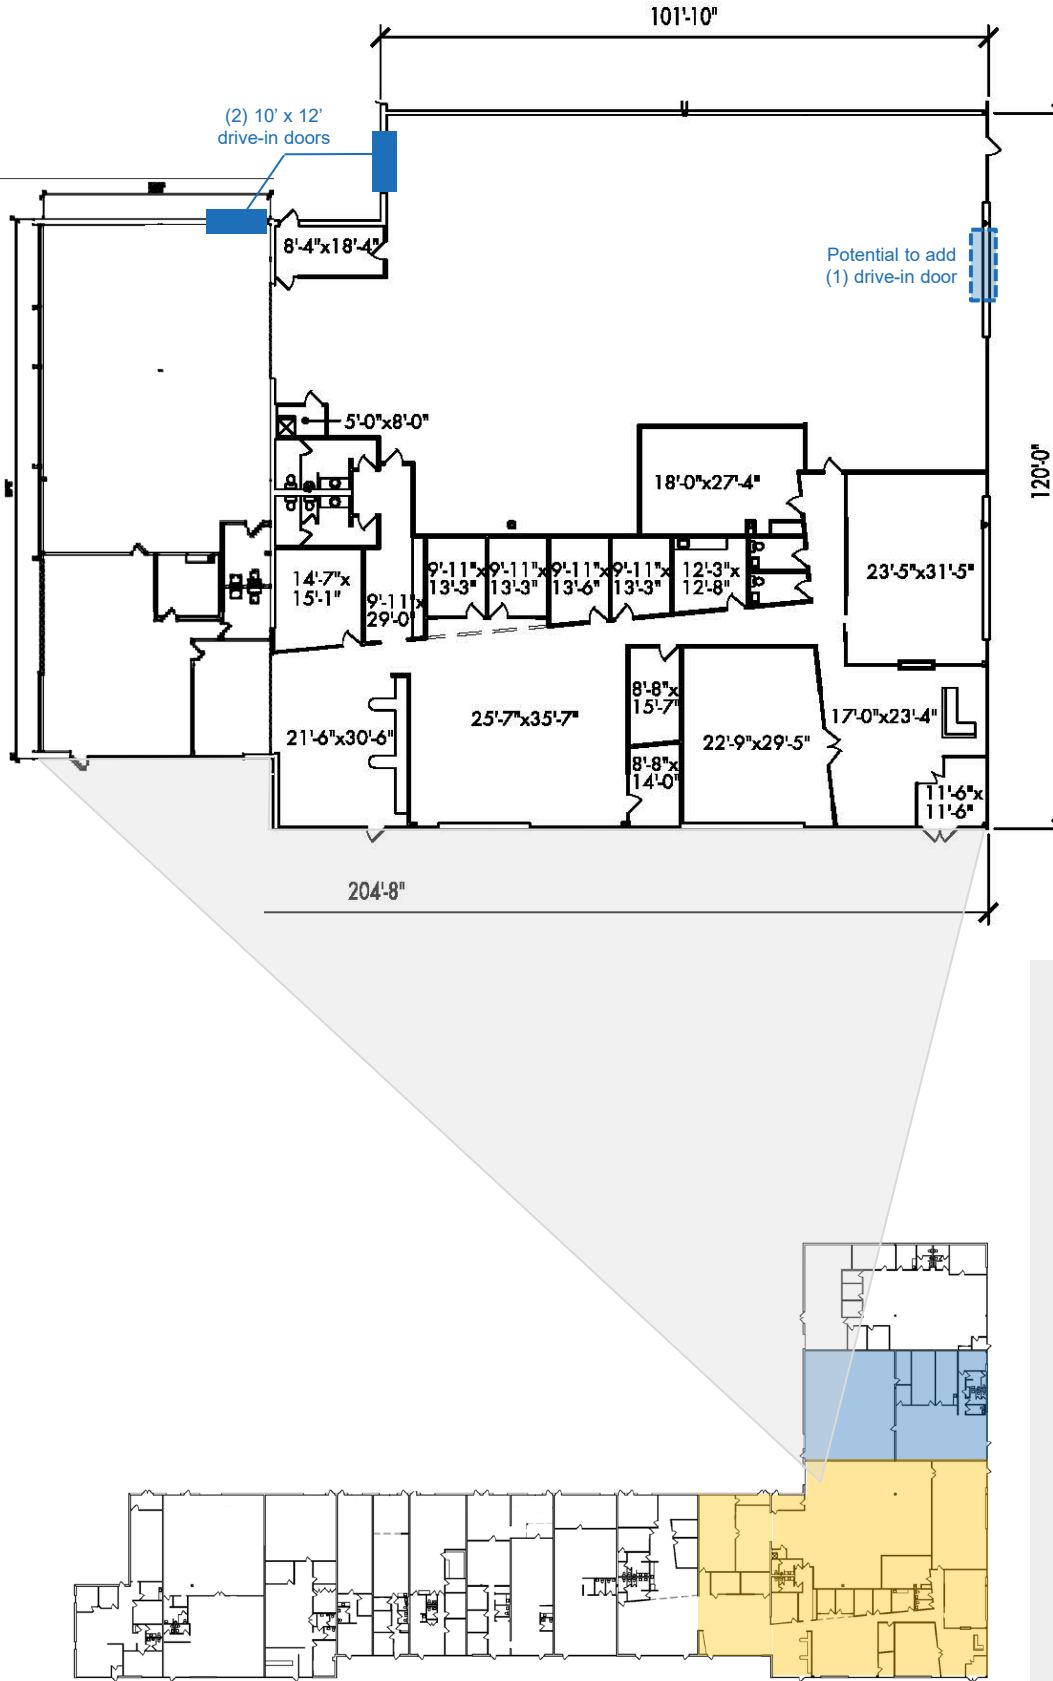 101'-10"
(2) 10' x 12'
drive-in doors
8'-4"x18'-4"
Potential to add
(1) drive-in door
5'-0"x8'-0"
120'-0"
18'-0"x27'-4"
14'-7"x
15'-1"
9'-11"x
29'-0"
9'-11"x
13'-3"
9'-11"x
13'-3"
9'-11"x
13'-6"
9'-11"x
13'-3"
12'-3"x
12'-8"
23'-5"x31'-5"
8'-8"x
15'-7"
25'-7"x35'-7"
21'-6"x30'-6"
17'-0"x23'-4"
22'-9"x29'-5"
8'-8"x
14'-0"
11'-6"x
11'-6"
204'-8"